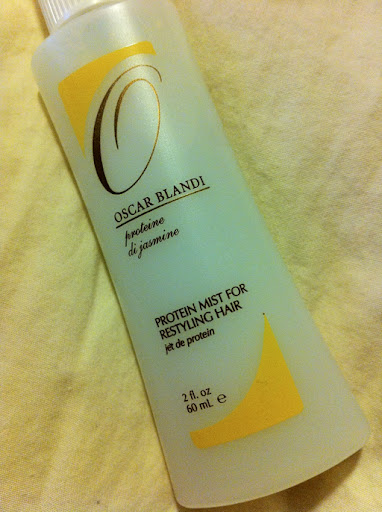 O
OSCAR BLANDI
proteine
di jasmine
PROTEIN MIST FOR
RESTYLING HAIR
jet de protein
2 fl. oz
60 mL ℮